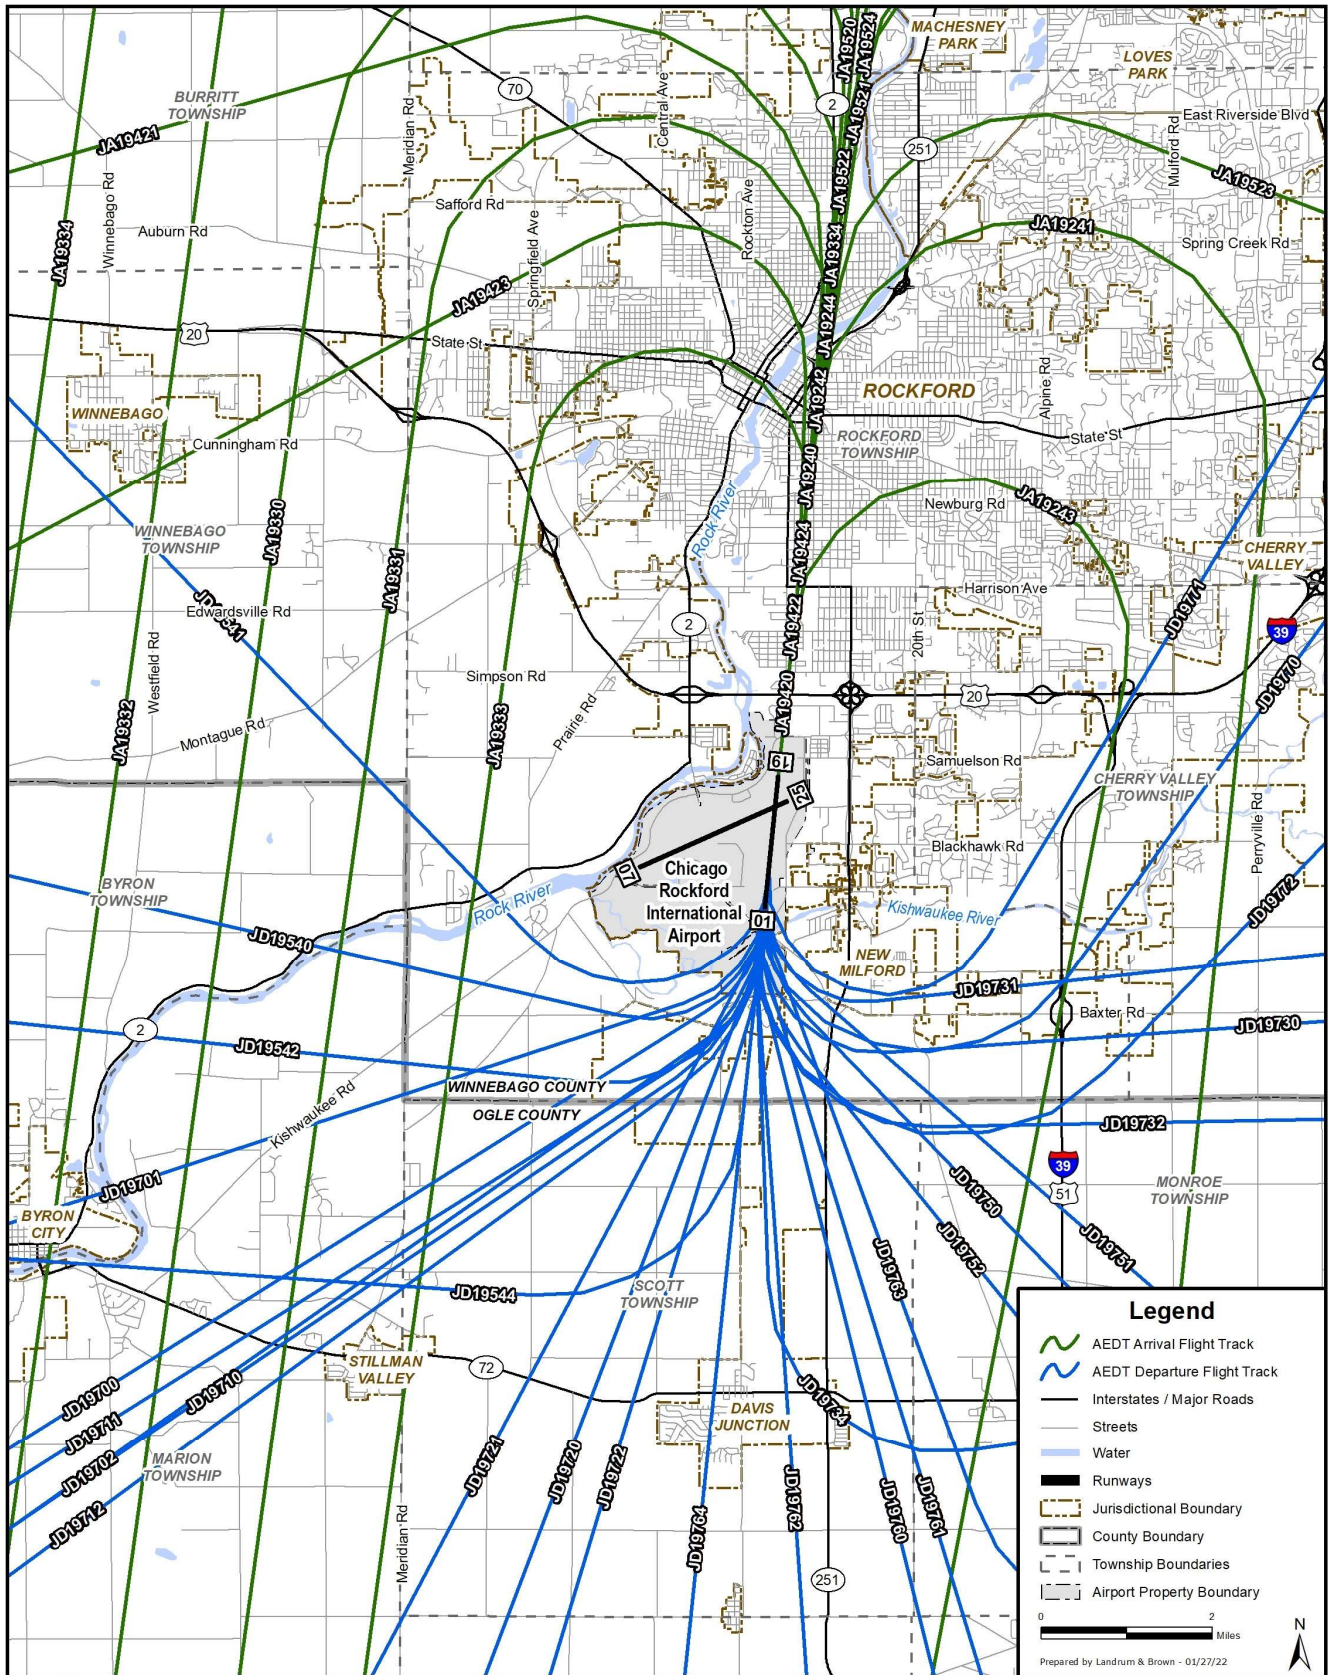 MACHESNEY
PARK
LOVES
PARK
BURRITT
TOWNSHIP
70
2
251
JA19520
JA19524
JA19521
JA19522
East Riverside Blvd
Mulford Rd
JA19523
JA19421
Meridian Rd
Central Ave
Winnebago Rd
Auburn Rd
Safford Rd
Springfield Ave
Rockton Ave
JA19334
JA19334
JA19241
Spring Creek Rd
JA19423
JA19244
20
State St
Alpine Rd
WINNEBAGO
JA19242
ROCKFORD
Cunningham Rd
ROCKFORD
TOWNSHIP
State St
JA19240
Rock River
Newburg Rd
JA19243
WINNEBAGO
TOWNSHIP
JA19330
JA19331
JA19424
CHERRY
VALLEY
Harrison Ave
JD19541
Edwardsville Rd
2
JA19422
20th St
JD19771
39
Westfield Rd
Simpson Rd
Prairie Rd
JA19420
20
JD19770
JA19332
Montague Rd
JA19333
19
25
07
01
Samuelson Rd
CHERRY VALLEY
TOWNSHIP
Perryville Rd
Blackhawk Rd
Chicago
Rockford
International
Airport
BYRON
TOWNSHIP
Rock River
Kishwaukee River
JD19772
JD19540
NEW
MILFORD
JD19731
Baxter Rd
JD19730
2
JD19542
WINNEBAGO COUNTY
OGLE COUNTY
Kishwaukee Rd
JD19732
39
51
MONROE
TOWNSHIP
JD19701
BYRON
CITY
JD19750
JD19752
JD19751
JD19763
JD19544
SCOTT
TOWNSHIP
STILLMAN
VALLEY
72
JD19700
JD19710
JD19711
JD19702
JD19712
MARION
TOWNSHIP
DAVIS
JUNCTION
JD19734
JD19721
JD19720
JD19722
JD19764
JD19762
JD19760
JD19761
Meridian Rd
251
Legend
AEDT Arrival Flight Track
AEDT Departure Flight Track
Interstates / Major Roads
Streets
Water
Runways
Jurisdictional Boundary
County Boundary
Township Boundaries
Airport Property Boundary
0 2
Miles
N
Prepared by Landrum & Brown - 01/27/22